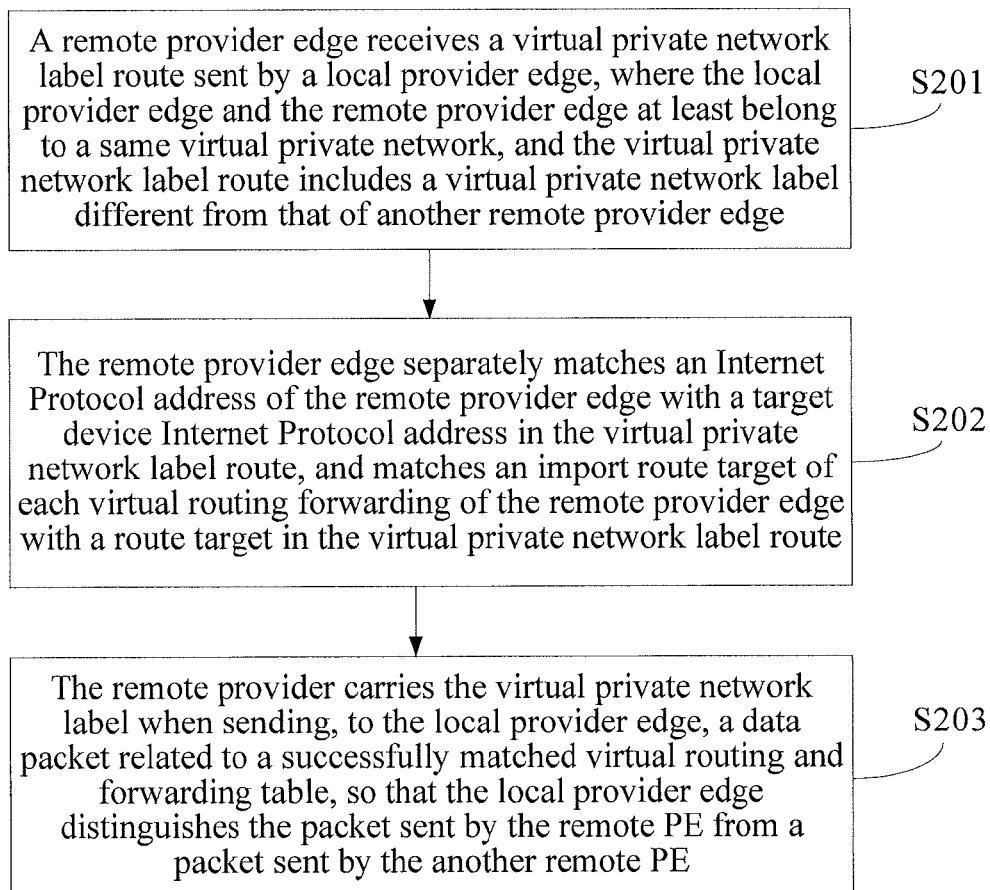 A remote provider edge receives a virtual private network
label route sent by a local provider edge, where the local
provider edge and the remote provider edge at least belong
to a same virtual private network, and the virtual private
network label route includes a virtual private network label
different from that of another remote provider edge
S201
The remote provider edge separately matches an Internet
Protocol address of the remote provider edge with a target
device Internet Protocol address in the virtual private
network label route, and matches an import route target of
each virtual routing forwarding of the remote provider edge
with a route target in the virtual private network label route
S202
The remote provider carries the virtual private network
label when sending, to the local provider edge, a data
packet related to a successfully matched virtual routing and
forwarding table, so that the local provider edge
distinguishes the packet sent by the remote PE from a
packet sent by the another remote PE
S203